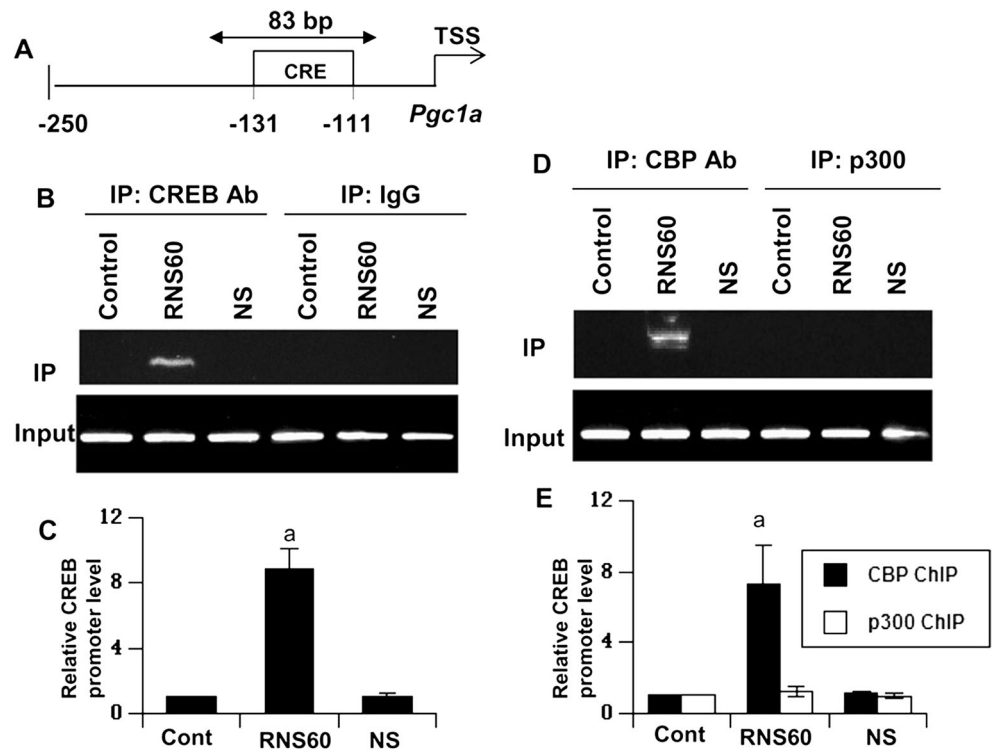 A
83 bp
TSS
CRE
-250
-131
-111
Pgc1a
B
IP: CREB Ab
IP: IgG
Control
RNS60
NS
Control
RNS60
NS
IP
Input
C
Relative CREB
promoter level
12
8
4
0
Cont
RNS60
NS
a
D
IP: CBP Ab
IP: p300
Control
RNS60
NS
Control
RNS60
NS
IP
Input
E
Relative CREB
promoter level
12
8
4
0
Cont
RNS60
NS
a
CBP ChIP
p300 ChIP